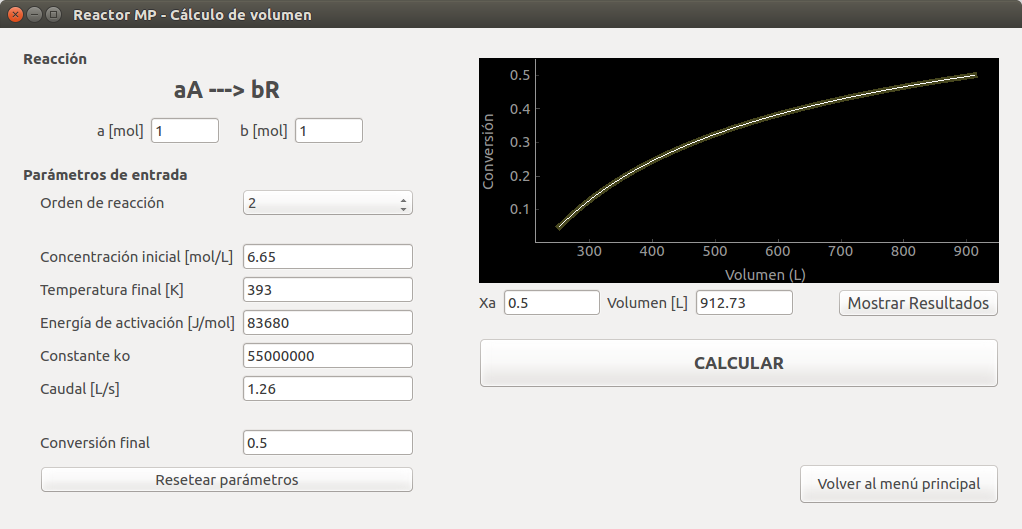 Reactor MP - Cálculo de volumen
Reacción
aA ---> bR
a [mol] 1 b [mol] 1
Parámetros de entrada
Orden de reacción 2
Concentración inicial [mol/L] 6.65
Temperatura final [K] 393
Energía de activación [J/mol] 83680
Constante ko 55000000
Caudal [L/s] 1.26
Conversión final 0.5
Resetear parámetros
Conversión
0.5
0.4
0.3
0.2
0.1
300 400 500 600 700 800 900
Volumen (L)
Xa 0.5 Volumen [L] 912.73 Mostrar Resultados
CALCULAR
Volver al menú principal